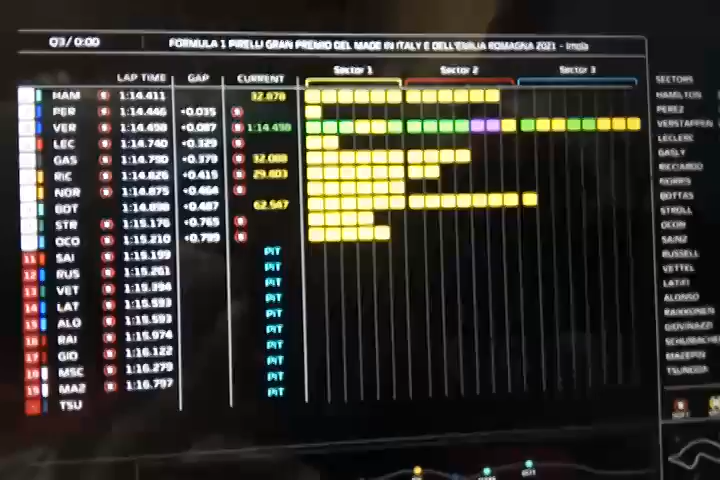 Q3/ 0:00 FORMULA 1 PIRELLI GRAN PREMIO DEL MADE IN ITALY E DELL'EMILIA ROMAGNA 2021 - Imola
LAP TIME GAP CURRENT Sector 1 Sector 2 Sector 3 SECTORS
HAM 1:14.411 32.878 HAMILTON
PER 1:14.446 +0.035 PEREZ
VER 1:14.498 +0.087 1:14.498 VERSTAPPEN
LEC 1:14.740 +0.329 LECLERC
GAS 1:14.790 +0.379 GASLY
RIC 1:14.826 +0.415 RICCIARDO
NOR 1:14.875 +0.464 NORRIS
BOT 1:14.898 +0.487 62.547 BOTTAS
STR 1:15.176 +0.765 STROLL
OCO 1:15.210 +0.799 OCON
11 SAI 1:15.199 PIT SAINZ
12 RUS 1:15.261 PIT RUSSELL
13 VET 1:15.394 PIT VETTEL
14 LAT 1:15.593 PIT LATIFI
15 ALO 1:15.593 PIT ALONSO
16 RAI 1:15.974 PIT RAIKKONEN
17 GIO 1:16.122 PIT GIOVINAZZI
18 MSC 1:16.279 PIT SCHUMACHER
19 MAZ 1:16.797 PIT MAZEPIN
TSU PIT TSUNODA